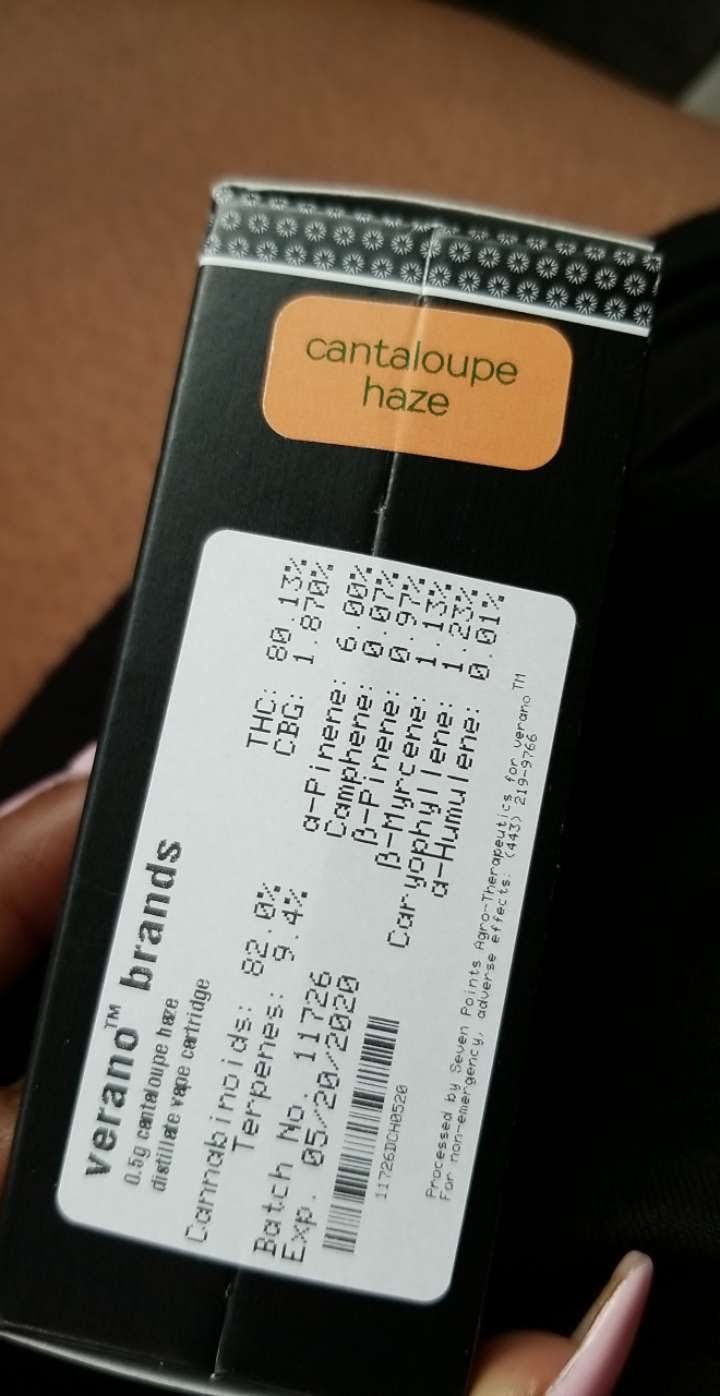 cantaloupe
haze
verano™ brands
0.5g cantaloupe haze
distillate vape cartridge
Cannabinoids: 82.0%
Terpenes: 9.4%
Batch No. 11726
Exp. 05/20/2020
11726DCH0520
THC: 80.13%
CBG: 1.870%
α-Pinene: 6.00%
Camphene: 0.07%
β-Pinene: 0.97%
β-Myrcene: 1.13%
Caryophyllene: 1.23%
α-Humulene: 0.01%
Processed by Seven Points Agro-Therapeutics for verano™
For non-emergency, adverse effects: (443) 219-9766